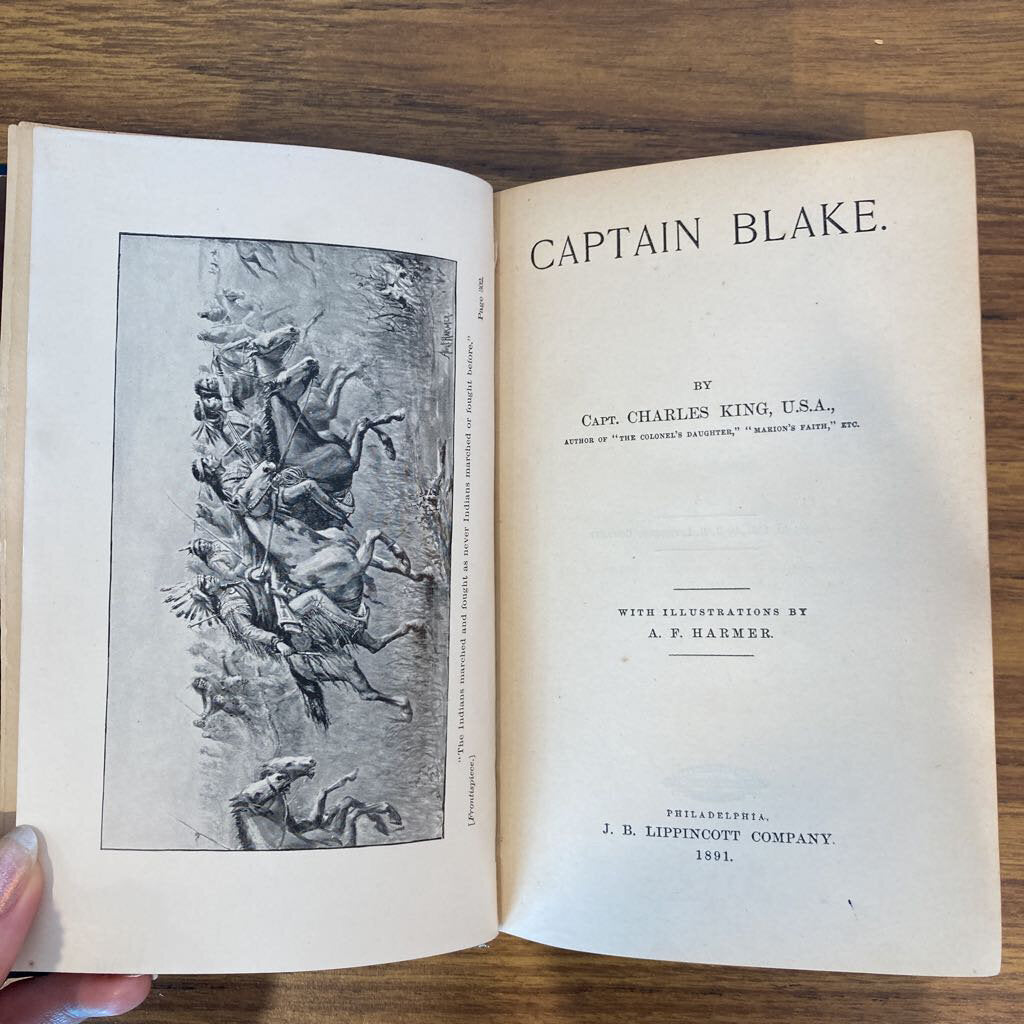 "The Indians marched and fought as never Indians marched or fought before."
[Frontispiece.]
Page 302.
CAPTAIN BLAKE.
BY
CAPT. CHARLES KING, U.S.A.,
AUTHOR OF "THE COLONEL'S DAUGHTER," "MARION'S FAITH," ETC.
WITH ILLUSTRATIONS BY
A. F. HARMER.
PHILADELPHIA,
J. B. LIPPINCOTT COMPANY.
1891.